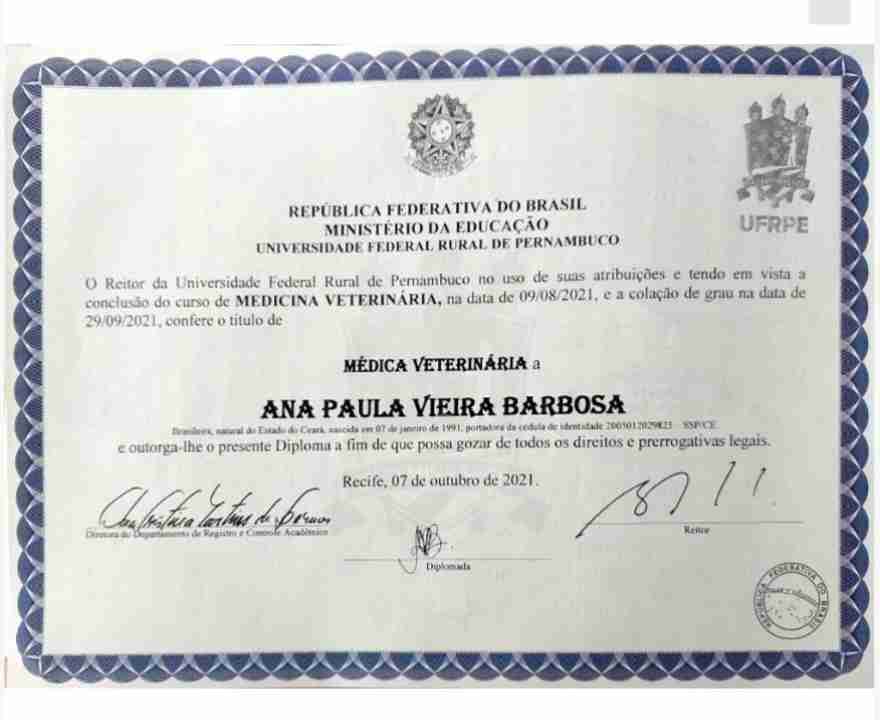 UFRPE
REPÚBLICA FEDERATIVA DO BRASIL
MINISTÉRIO DA EDUCAÇÃO
UNIVERSIDADE FEDERAL RURAL DE PERNAMBUCO
O Reitor da Universidade Federal Rural de Pernambuco no uso de suas atribuições e tendo em vista a
conclusão do curso de MEDICINA VETERINÁRIA, na data de 09/08/2021, e a colação de grau na data de
29/09/2021, confere o título de
MÉDICA VETERINÁRIA a
ANA PAULA VIEIRA BARBOSA
Brasileira, natural do Estado do Ceará, nascida em 07 de janeiro de 1991, portadora da cédula de identidade 2005012029823 SSP/CE
e outorga-lhe o presente Diploma a fim de que possa gozar de todos os direitos e prerrogativas legais.
Recife, 07 de outubro de 2021.
Diretora do Departamento de Registro e Controle Acadêmico
Reitor
Diplomada
REPÚBLICA FEDERATIVA DO BRASIL